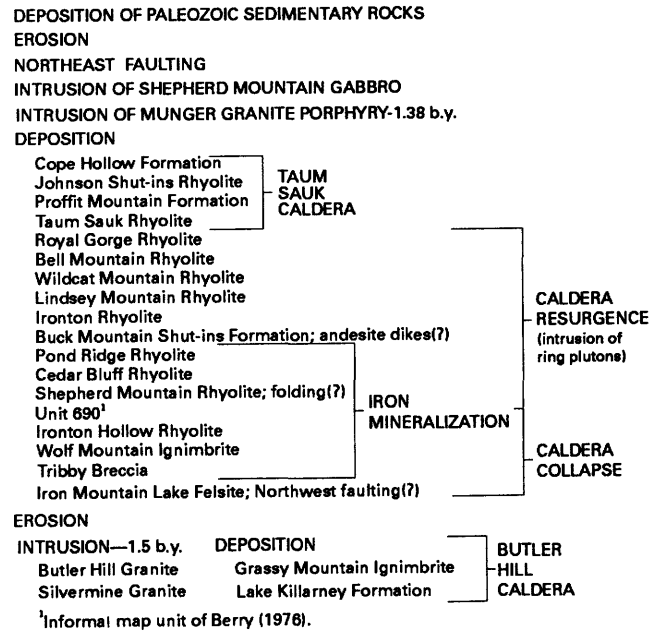 DEPOSITION OF PALEOZOIC SEDIMENTARY ROCKS
EROSION
NORTHEAST FAULTING
INTRUSION OF SHEPHERD MOUNTAIN GABBRO
INTRUSION OF MUNGER GRANITE PORPHYRY-1.38 b.y.
DEPOSITION
Cope Hollow Formation
Johnson Shut-ins Rhyolite
Proffit Mountain Formation
Taum Sauk Rhyolite
TAUM
SAUK
CALDERA
Royal Gorge Rhyolite
Bell Mountain Rhyolite
Wildcat Mountain Rhyolite
Lindsey Mountain Rhyolite
Ironton Rhyolite
Buck Mountain Shut-ins Formation; andesite dikes(?)
CALDERA
RESURGENCE
(intrusion of
ring plutons)
Pond Ridge Rhyolite
Cedar Bluff Rhyolite
Shepherd Mountain Rhyolite; folding(?)
Unit 690¹
Ironton Hollow Rhyolite
Wolf Mountain Ignimbrite
Tribby Breccia
IRON
MINERALIZATION
Iron Mountain Lake Felsite; Northwest faulting(?)
CALDERA
COLLAPSE
EROSION
INTRUSION—1.5 b.y.
Butler Hill Granite
Silvermine Granite
DEPOSITION
Grassy Mountain Ignimbrite
Lake Killarney Formation
BUTLER
HILL
CALDERA
¹Informal map unit of Berry (1976).